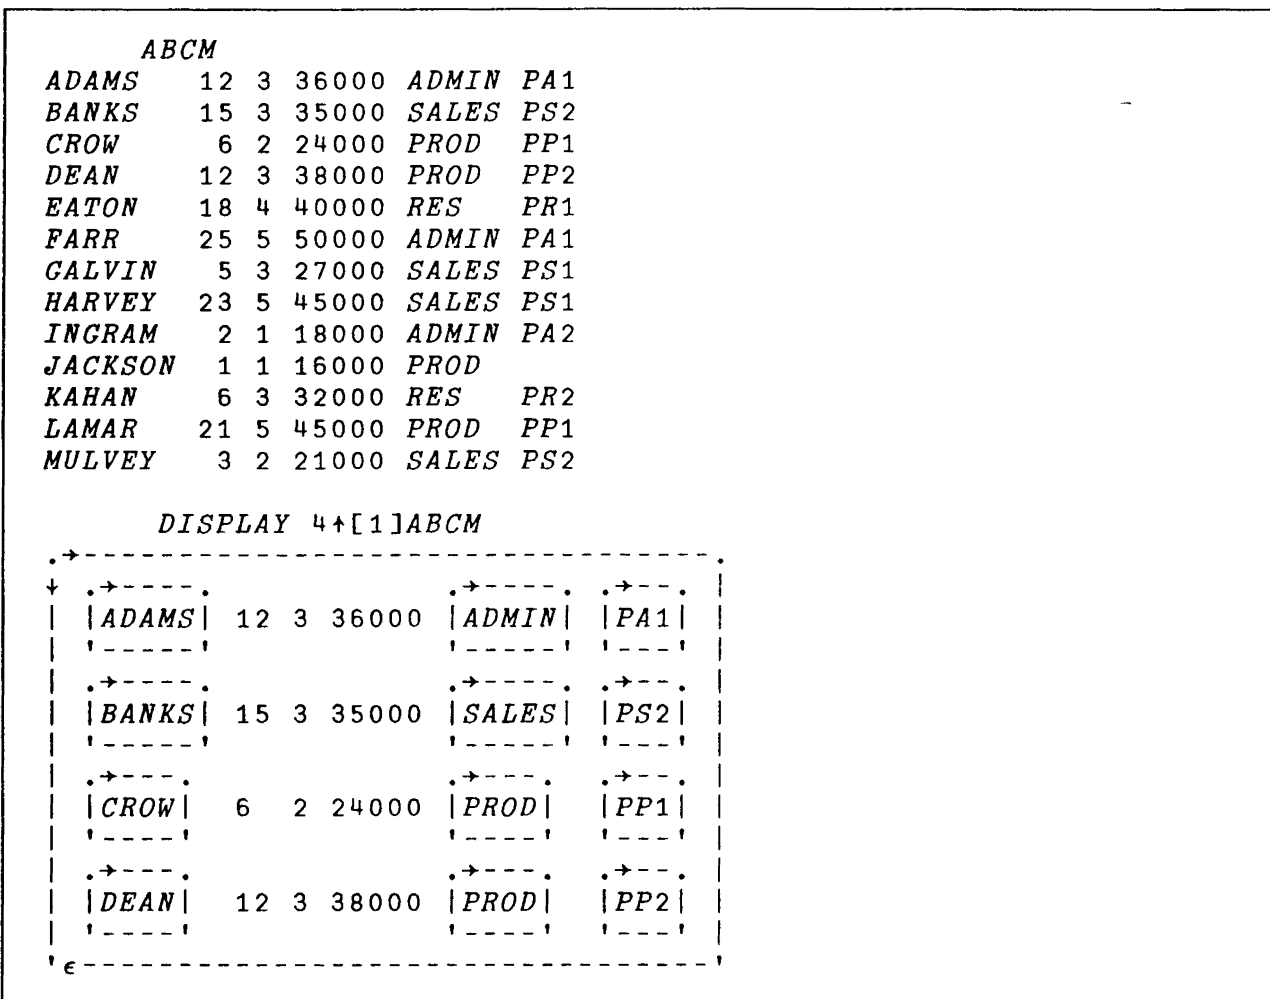 ABCM
ADAMS    12 3 36000 ADMIN PA1
BANKS    15 3 35000 SALES PS2
CROW      6 2 24000 PROD  PP1
DEAN     12 3 38000 PROD  PP2
EATON    18 4 40000 RES   PR1
FARR     25 5 50000 ADMIN PA1
GALVIN    5 3 27000 SALES PS1
HARVEY   23 5 45000 SALES PS1
INGRAM    2 1 18000 ADMIN PA2
JACKSON   1 1 16000 PROD
KAHAN     6 3 32000 RES   PR2
LAMAR    21 5 45000 PROD  PP1
MULVEY    3 2 21000 SALES PS2
      DISPLAY 4↑[1]ABCM
.→---------------------------------.
↓ .→----.             .→----. .→--. |
| |ADAMS| 12 3 36000 |ADMIN| |PA1| |
| '-----'             '-----' '---' |
| .→----.             .→----. .→--. |
| |BANKS| 15 3 35000 |SALES| |PS2| |
| '-----'             '-----' '---' |
| .→---.              .→---.  .→--. |
| |CROW|  6  2 24000 |PROD|  |PP1| |
| '----'              '----'  '---' |
| .→---.              .→---.  .→--. |
| |DEAN|  12 3 38000 |PROD|  |PP2| |
| '----'              '----'  '---' |
'∊---------------------------------'